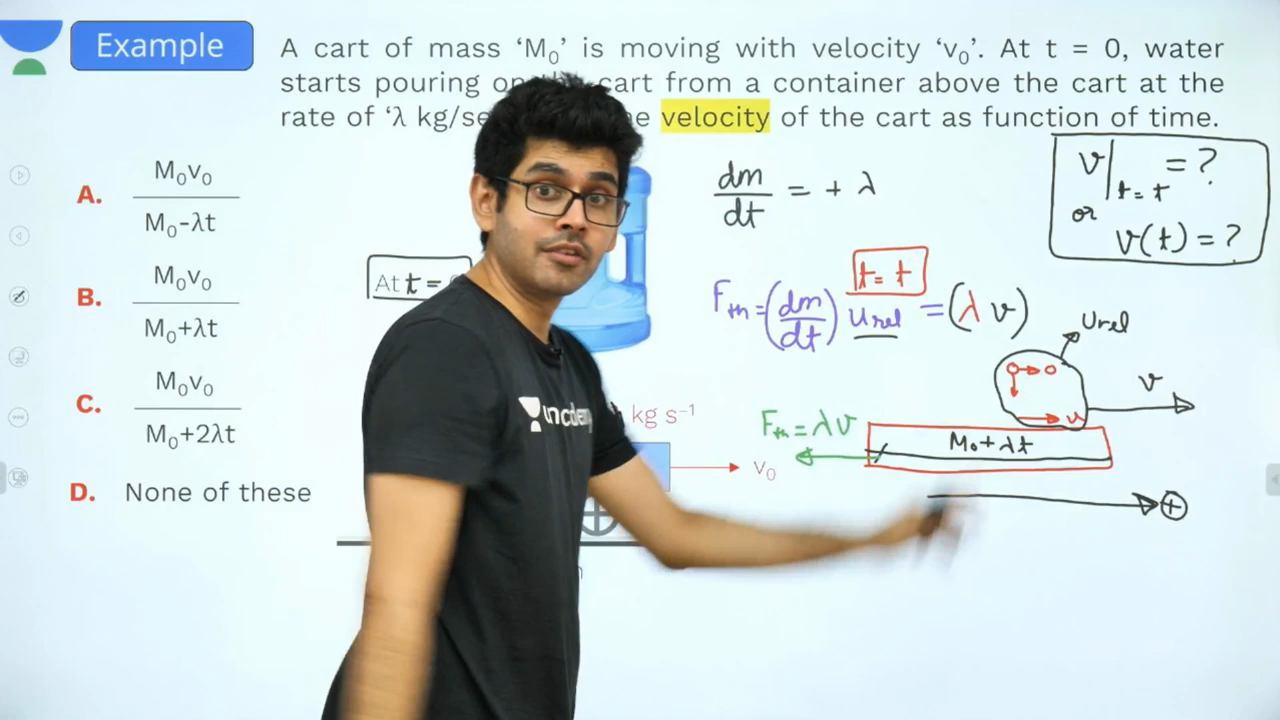 Example
A cart of mass ‘M₀’ is moving with velocity ‘v₀’. At t = 0, water
starts pouring on the cart from a container above the cart at the
rate of ‘λ kg/se velocity of the cart as function of time.
A. M₀v₀ / M₀-λt
B. M₀v₀ / M₀+λt
C. M₀v₀ / M₀+2λt
D. None of these
At t =
dm/dt = + λ
v|t=t = ?
or
v(t) = ?
t = t
Fth = (dm/dt) Urel = (λ v)
Urel
v
kg s⁻¹
Fth = λv
M₀ + λt
v₀
+